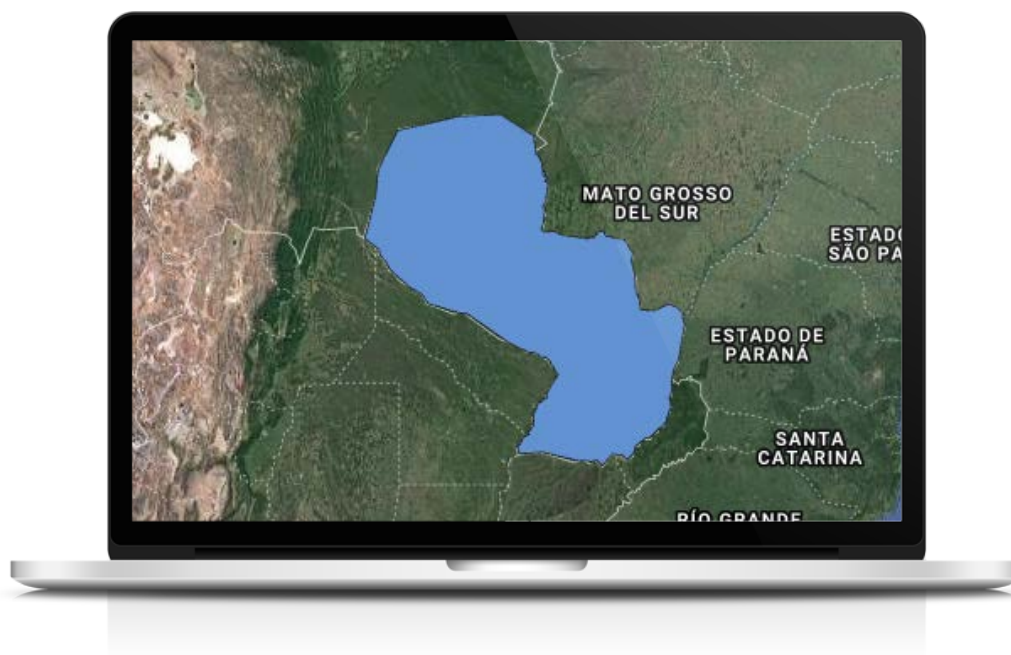 MATO GROSSO
DEL SUR
ESTADO
SÃO PA
ESTADO DE
PARANÁ
SANTA
CATARINA
RÍO GRANDE